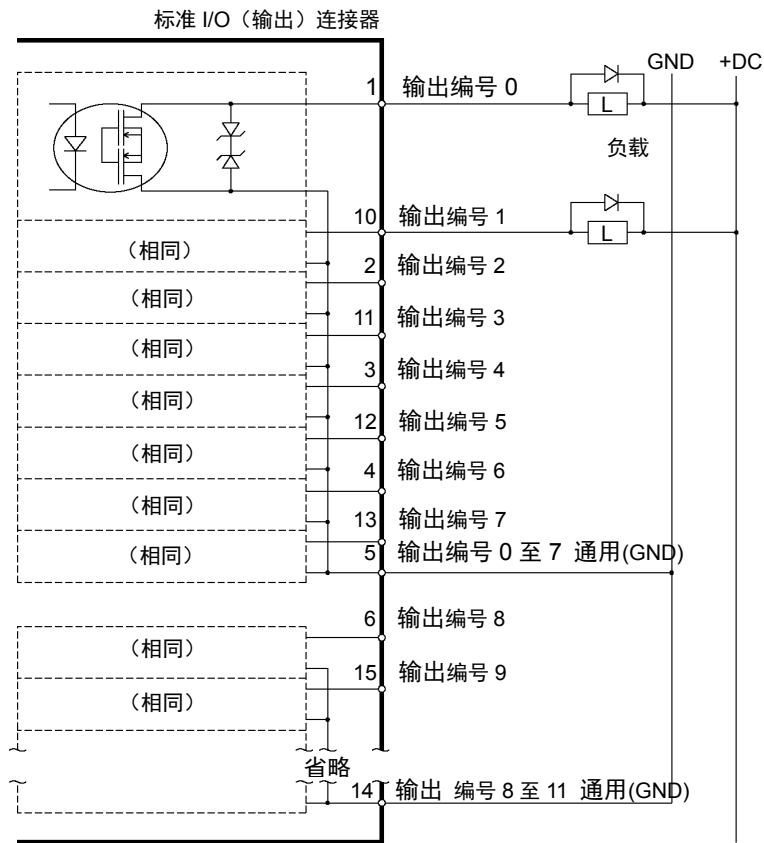 标准 I/O（输出）连接器
GND +DC
1 输出编号 0
L
负载
10 输出编号 1
L
（相同）
2 输出编号 2
（相同）
11 输出编号 3
（相同）
3 输出编号 4
（相同）
12 输出编号 5
（相同）
4 输出编号 6
（相同）
13 输出编号 7
（相同）
5 输出编号 0 至 7 通用(GND)
6 输出编号 8
（相同）
15 输出编号 9
（相同）
省略
14 输出 编号 8 至 11 通用(GND)